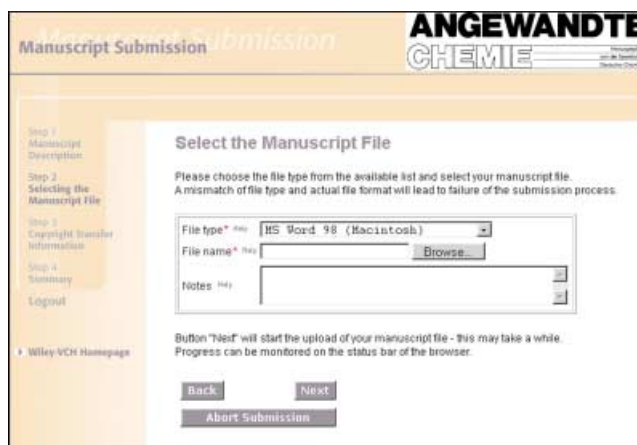 Manuscript Submission
Manuscript Submission
ANGEWANDTE
CHEMIE
Step 1
Manuscript
Description
Step 2
Selecting the
Manuscript File
Step 3
Copyright Transfer
Information
Step 4
Summary
Logout
Wiley-VCH Homepage
Select the Manuscript File
Please choose the file type from the available list and select your manuscript file.
A mismatch of file type and actual file format will lead to failure of the submission process.
File type* Help MS Word 98 (Macintosh)
File name* Help Browse...
Notes Help
Button "Next" will start the upload of your manuscript file - this may take a while.
Progress can be monitored on the status bar of the browser.
Back Next
Abort Submission